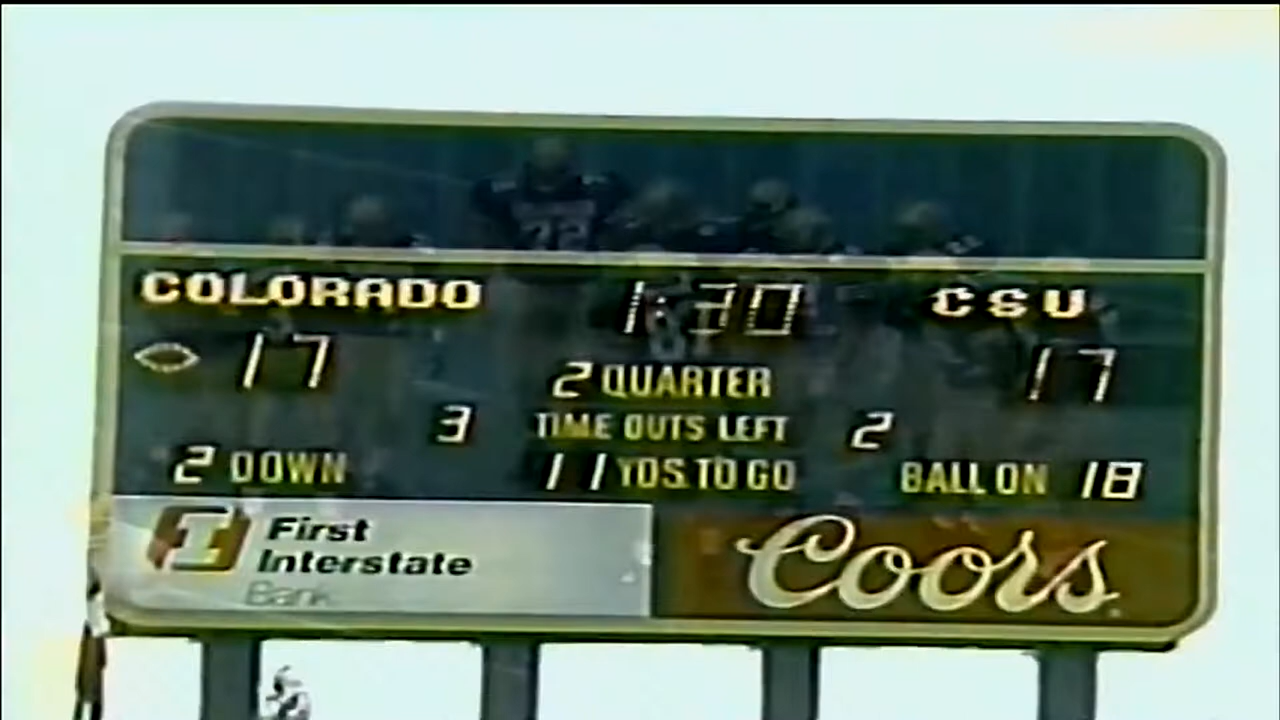 COLORADO 1:30 CSU
17 17
2 QUARTER
3 TIME OUTS LEFT 2
2 DOWN 11 YDS. TO GO BALL ON 18
First
Interstate
Bank
Coors
72